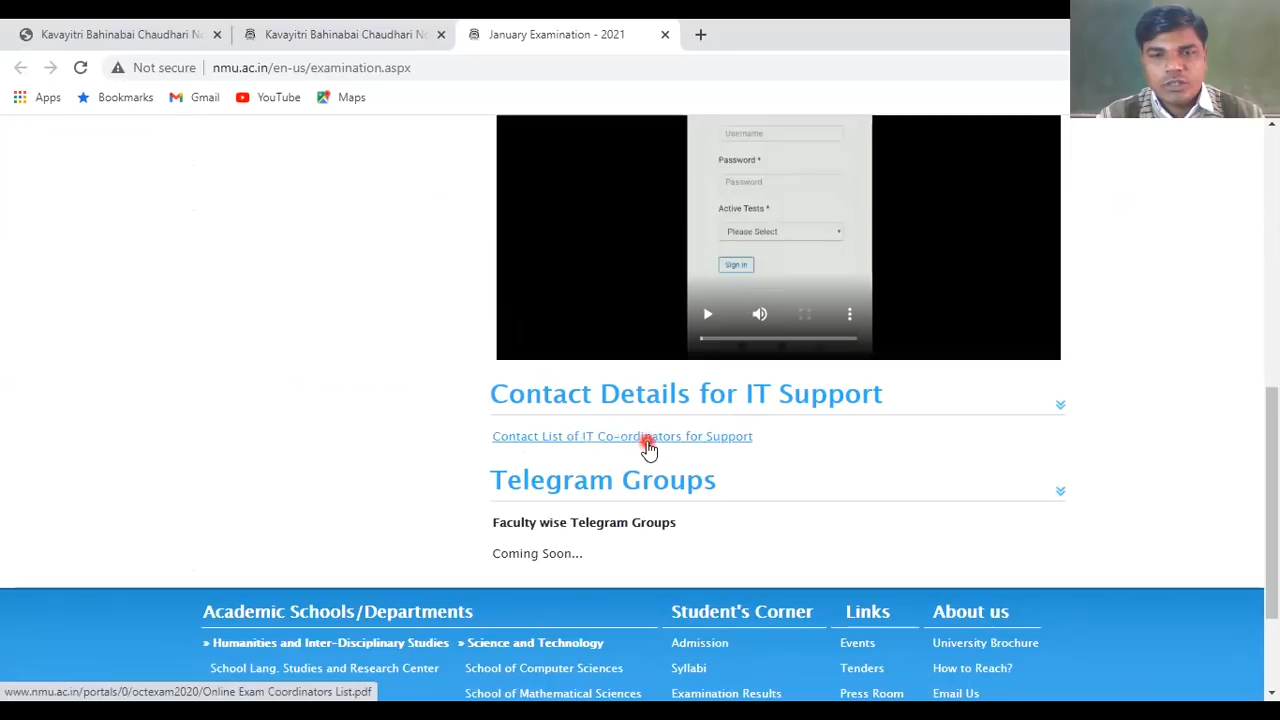 Kavayitri Bahinabai Chaudhari No
Kavayitri Bahinabai Chaudhari No
January Examination - 2021
Not secure
nmu.ac.in/en-us/examination.aspx
Apps
Bookmarks
Gmail
YouTube
Maps
Username
Password *
Password
Active Tests *
Please Select
Sign in
Contact Details for IT Support
Contact List of IT Co-ordinators for Support
Telegram Groups
Faculty wise Telegram Groups
Coming Soon...
Academic Schools/Departments
» Humanities and Inter-Disciplinary Studies
School Lang. Studies and Research Center
» Science and Technology
School of Computer Sciences
School of Mathematical Sciences
Student's Corner
Admission
Syllabi
Examination Results
Links
Events
Tenders
Press Room
About us
University Brochure
How to Reach?
Email Us
www.nmu.ac.in/portals/0/octexam2020/Online Exam Coordinators List.pdf